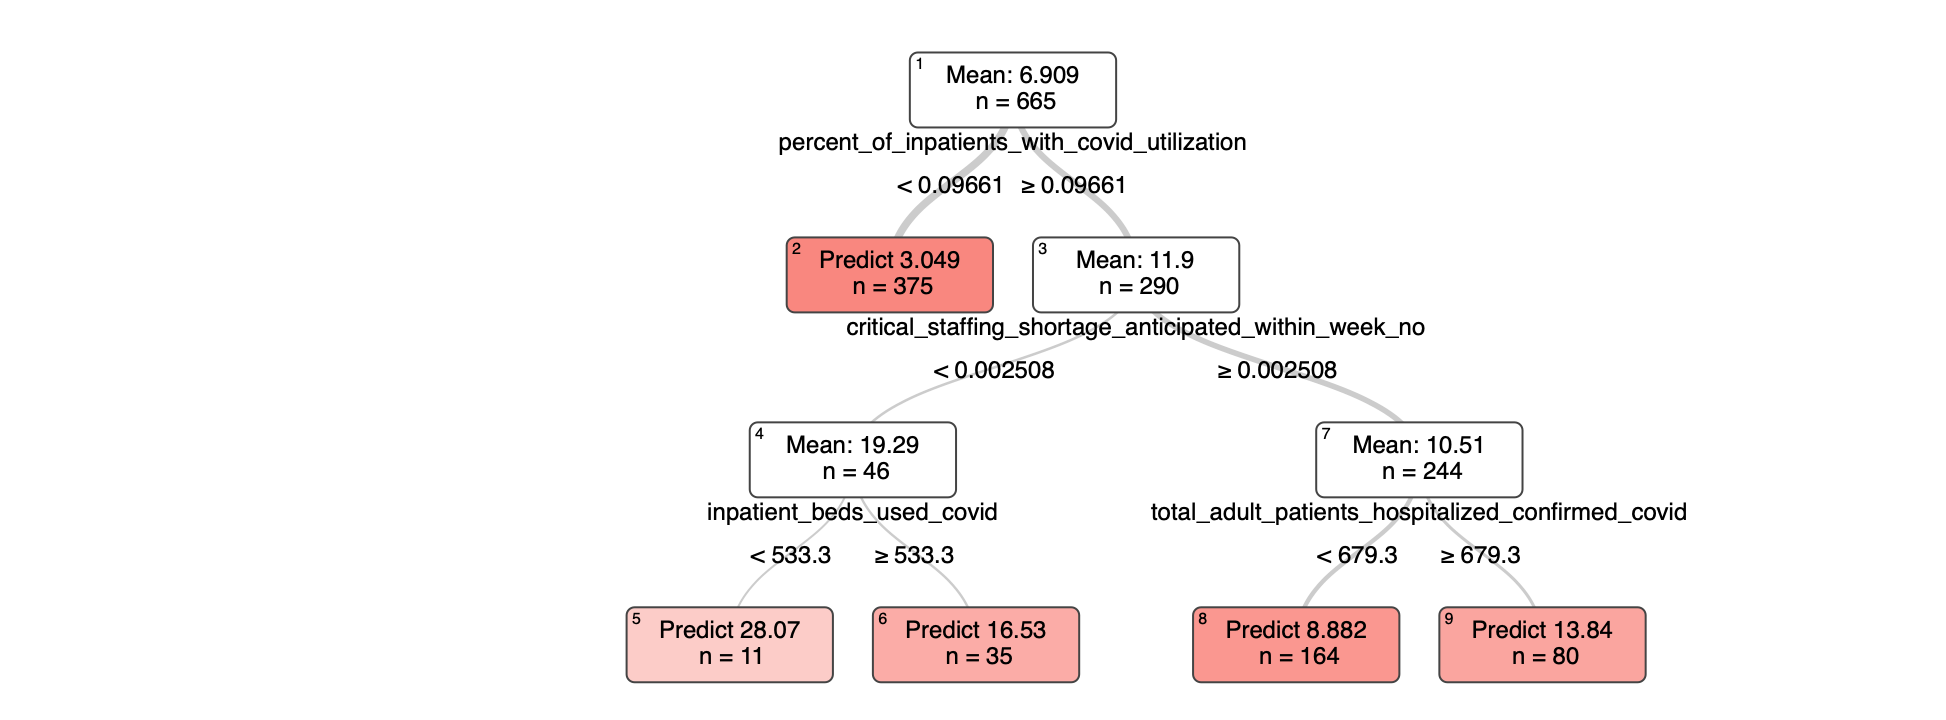 1
Mean: 6.909
n = 665
percent_of_inpatients_with_covid_utilization
< 0.09661 ≥ 0.09661
2
Predict 3.049
n = 375
3
Mean: 11.9
n = 290
critical_staffing_shortage_anticipated_within_week_no
< 0.002508 ≥ 0.002508
4
Mean: 19.29
n = 46
7
Mean: 10.51
n = 244
inpatient_beds_used_covid
total_adult_patients_hospitalized_confirmed_covid
< 533.3 ≥ 533.3
< 679.3 ≥ 679.3
5
Predict 28.07
n = 11
6
Predict 16.53
n = 35
8
Predict 8.882
n = 164
9
Predict 13.84
n = 80